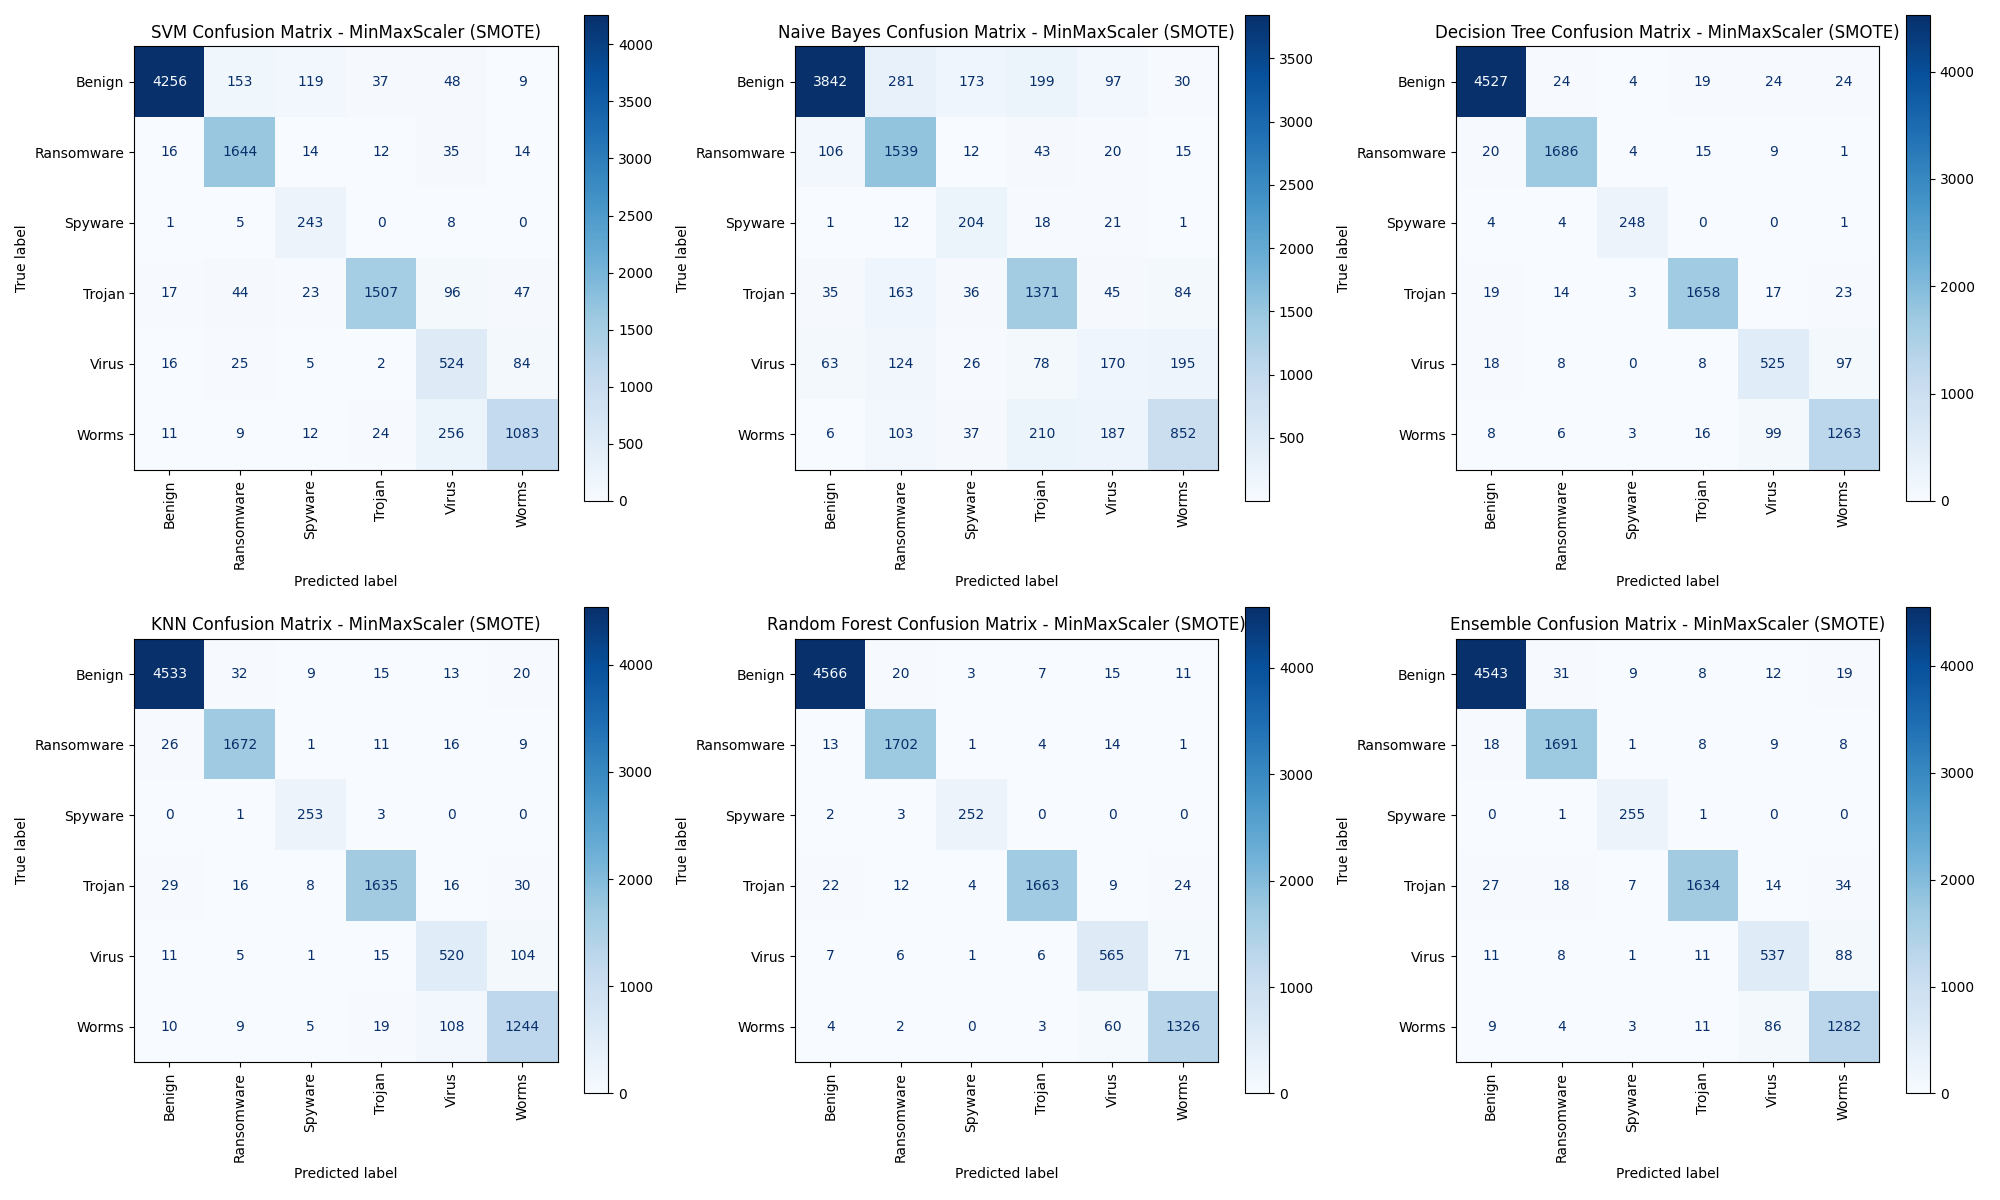 SVM Confusion Matrix - MinMaxScaler (SMOTE)
True label
Benign 4256 153 119 37 48 9
Ransomware 16 1644 14 12 35 14
Spyware 1 5 243 0 8 0
Trojan 17 44 23 1507 96 47
Virus 16 25 5 2 524 84
Worms 11 9 12 24 256 1083
Benign Ransomware Spyware Trojan Virus Worms
Predicted label
4000
3500
3000
2500
2000
1500
1000
500
0
Naive Bayes Confusion Matrix - MinMaxScaler (SMOTE)
True label
Benign 3842 281 173 199 97 30
Ransomware 106 1539 12 43 20 15
Spyware 1 12 204 18 21 1
Trojan 35 163 36 1371 45 84
Virus 63 124 26 78 170 195
Worms 6 103 37 210 187 852
Benign Ransomware Spyware Trojan Virus Worms
Predicted label
3500
3000
2500
2000
1500
1000
500
Decision Tree Confusion Matrix - MinMaxScaler (SMOTE)
True label
Benign 4527 24 4 19 24 24
Ransomware 20 1686 4 15 9 1
Spyware 4 4 248 0 0 1
Trojan 19 14 3 1658 17 23
Virus 18 8 0 8 525 97
Worms 8 6 3 16 99 1263
Benign Ransomware Spyware Trojan Virus Worms
Predicted label
4000
3000
2000
1000
0
KNN Confusion Matrix - MinMaxScaler (SMOTE)
True label
Benign 4533 32 9 15 13 20
Ransomware 26 1672 1 11 16 9
Spyware 0 1 253 3 0 0
Trojan 29 16 8 1635 16 30
Virus 11 5 1 15 520 104
Worms 10 9 5 19 108 1244
Benign Ransomware Spyware Trojan Virus Worms
Predicted label
4000
3000
2000
1000
0
Random Forest Confusion Matrix - MinMaxScaler (SMOTE)
True label
Benign 4566 20 3 7 15 11
Ransomware 13 1702 1 4 14 1
Spyware 2 3 252 0 0 0
Trojan 22 12 4 1663 9 24
Virus 7 6 1 6 565 71
Worms 4 2 0 3 60 1326
Benign Ransomware Spyware Trojan Virus Worms
Predicted label
4000
3000
2000
1000
0
Ensemble Confusion Matrix - MinMaxScaler (SMOTE)
True label
Benign 4543 31 9 8 12 19
Ransomware 18 1691 1 8 9 8
Spyware 0 1 255 1 0 0
Trojan 27 18 7 1634 14 34
Virus 11 8 1 11 537 88
Worms 9 4 3 11 86 1282
Benign Ransomware Spyware Trojan Virus Worms
Predicted label
4000
3000
2000
1000
0